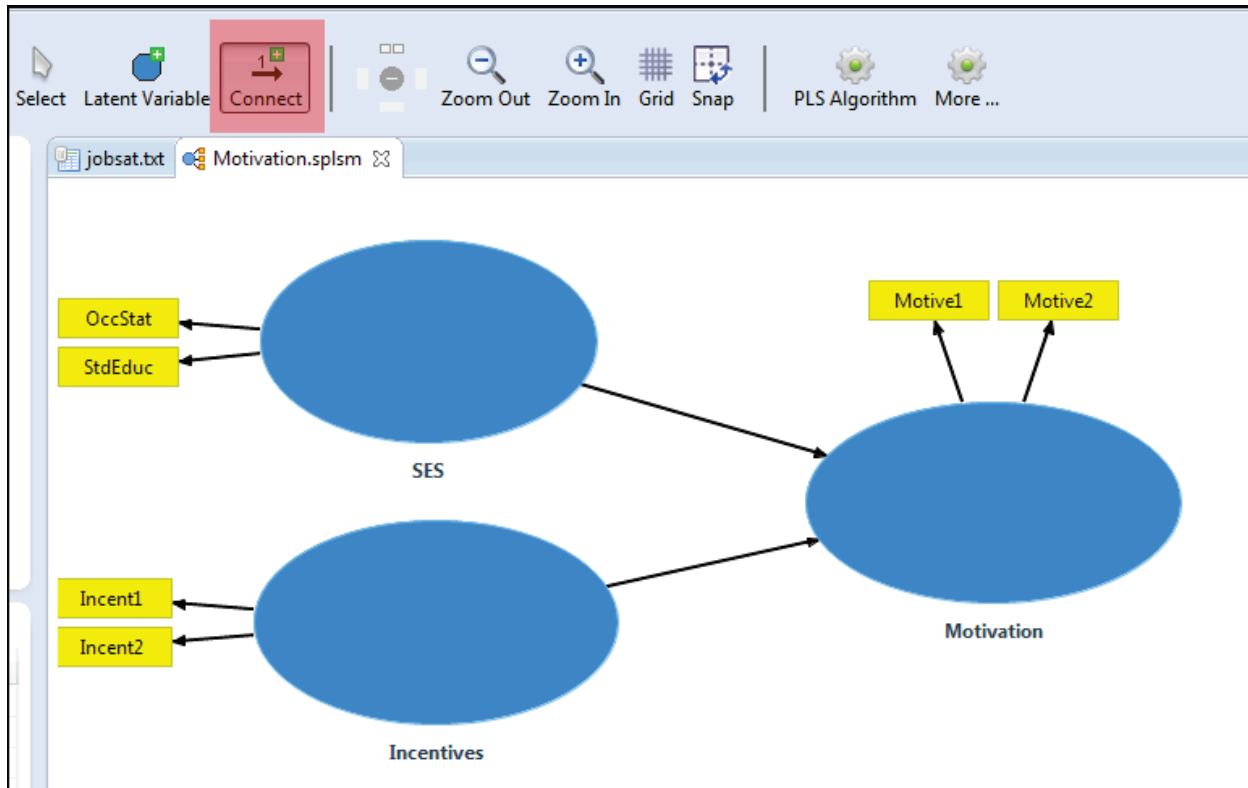 1
Select Latent Variable Connect Zoom Out Zoom In Grid Snap PLS Algorithm More ...
jobsat.txt Motivation.splsm
Motive1 Motive2
OccStat
StdEduc
SES
Incent1
Incent2
Motivation
Incentives